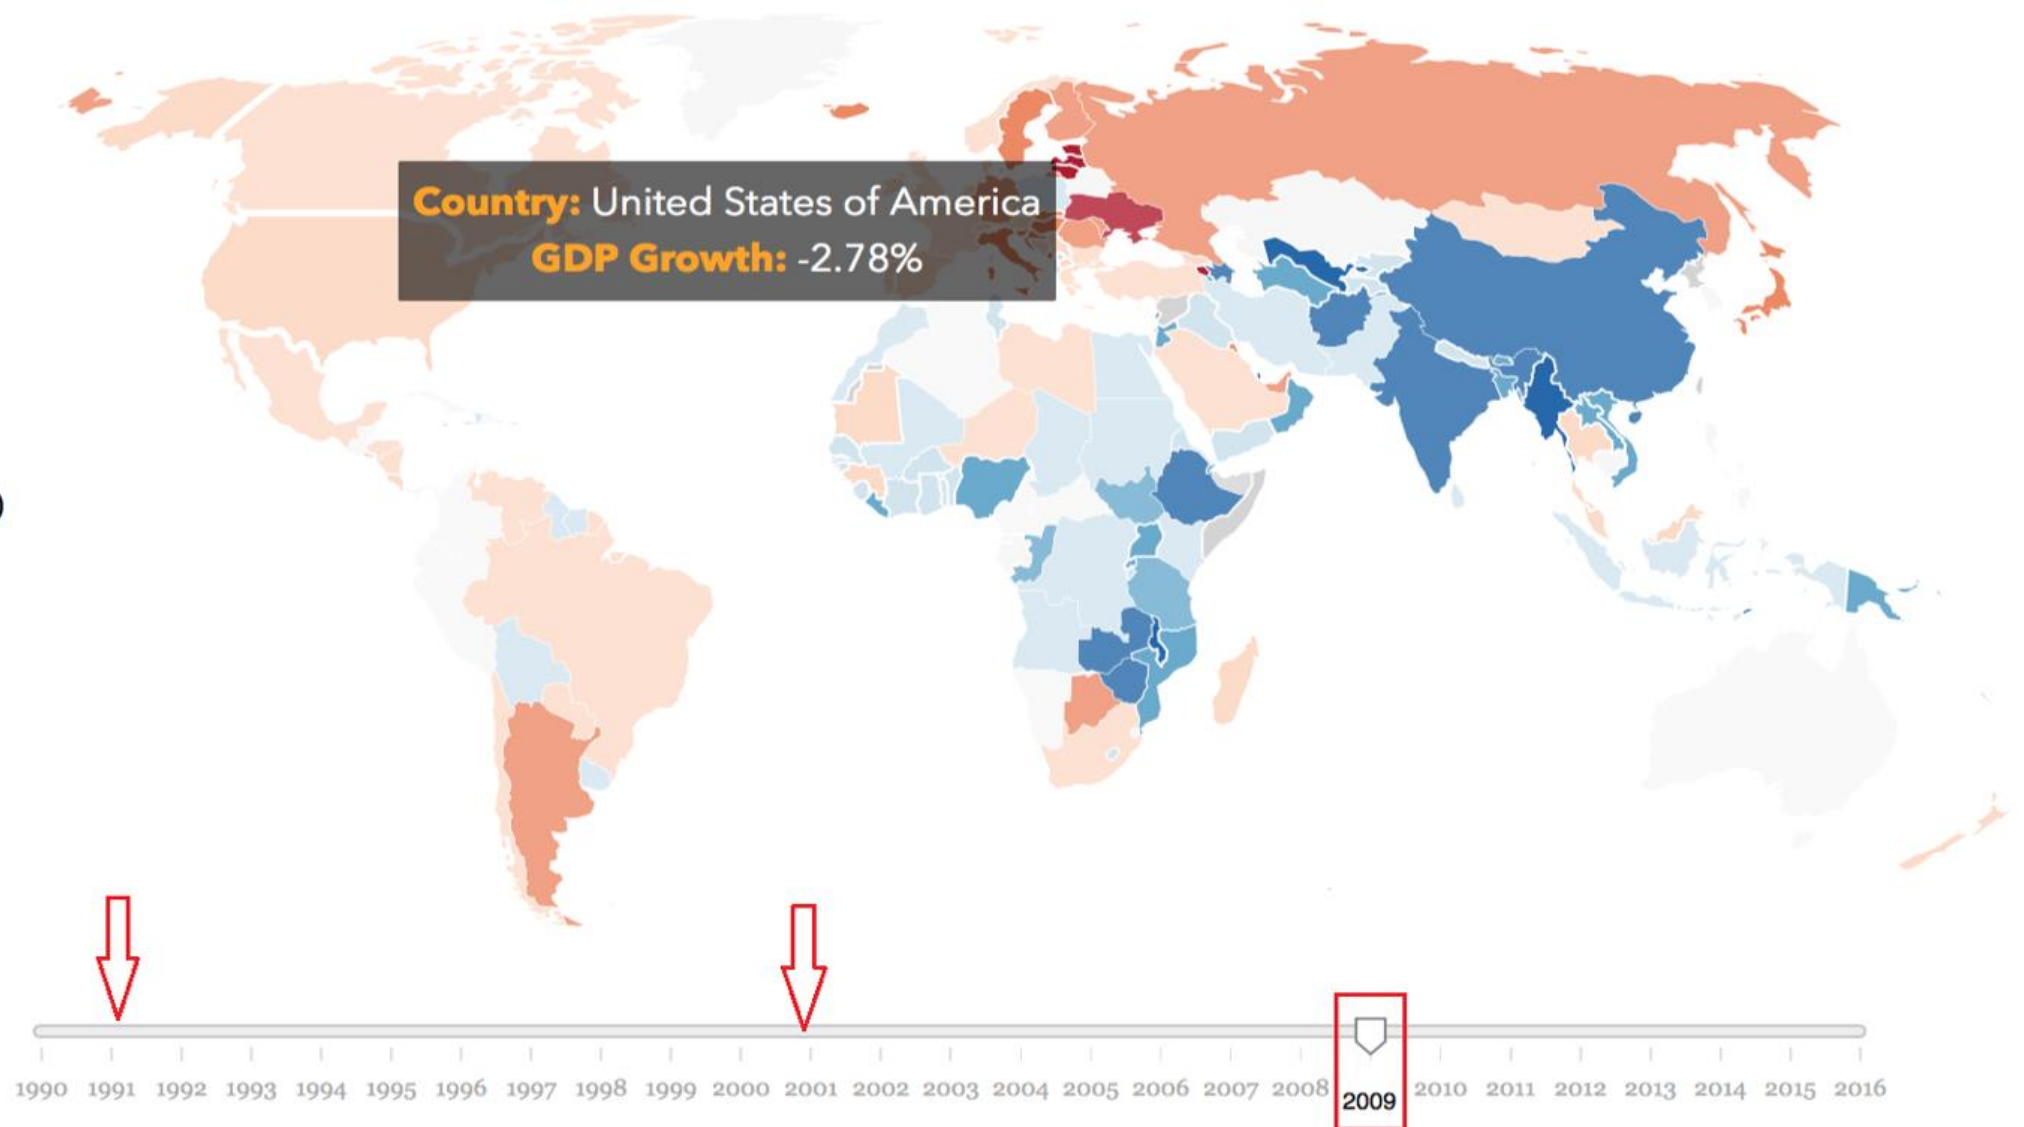 Country: United States of America
GDP Growth: -2.78%
)
1990 1991 1992 1993 1994 1995 1996 1997 1998 1999 2000 2001 2002 2003 2004 2005 2006 2007 2008 2009 2010 2011 2012 2013 2014 2015 2016